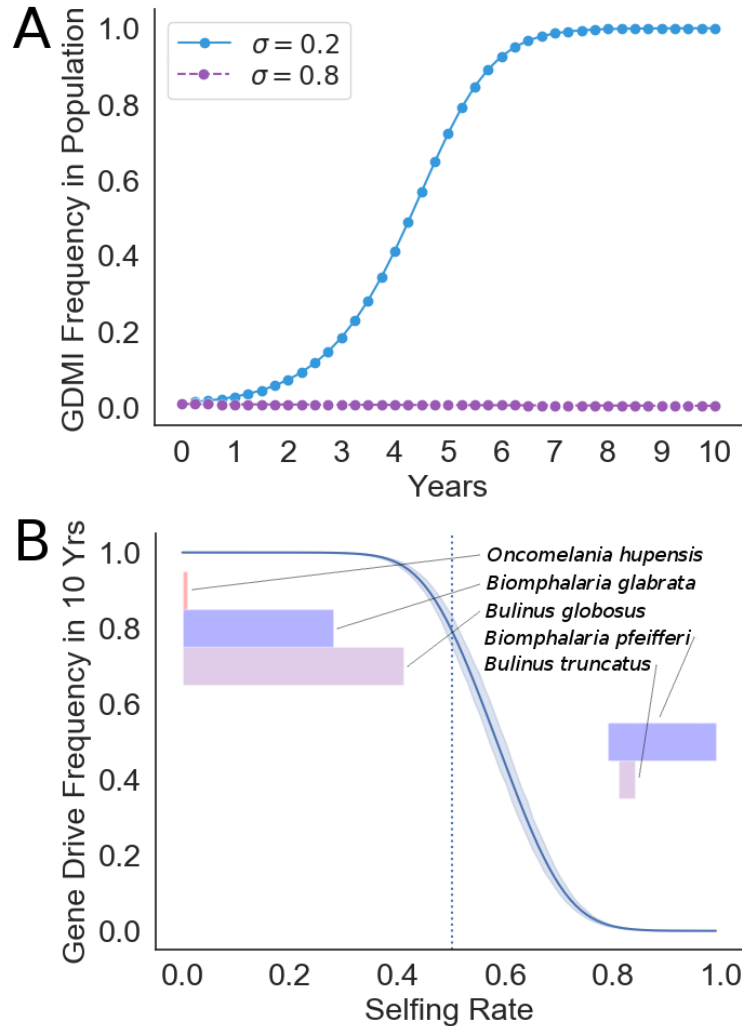 A
GDMI Frequency in Population
1.0
0.8
0.6
0.4
0.2
0.0
σ = 0.2
σ = 0.8
0 1 2 3 4 5 6 7 8 9 10
Years
B
Gene Drive Frequency in 10 Yrs
1.0
0.8
0.6
0.4
0.2
0.0
Oncomelania hupensis
Biomphalaria glabrata
Bulinus globosus
Biomphalaria pfeifferi
Bulinus truncatus
0.0 0.2 0.4 0.6 0.8 1.0
Selfing Rate